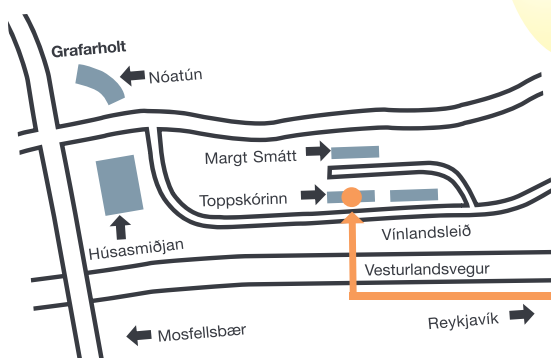 Grafarholt
Nóatún
Margt Smátt
Toppskórinn
Vínlandsleið
Húsasmiðjan
Vesturlandsvegur
Reykjavík
Mosfellsbær